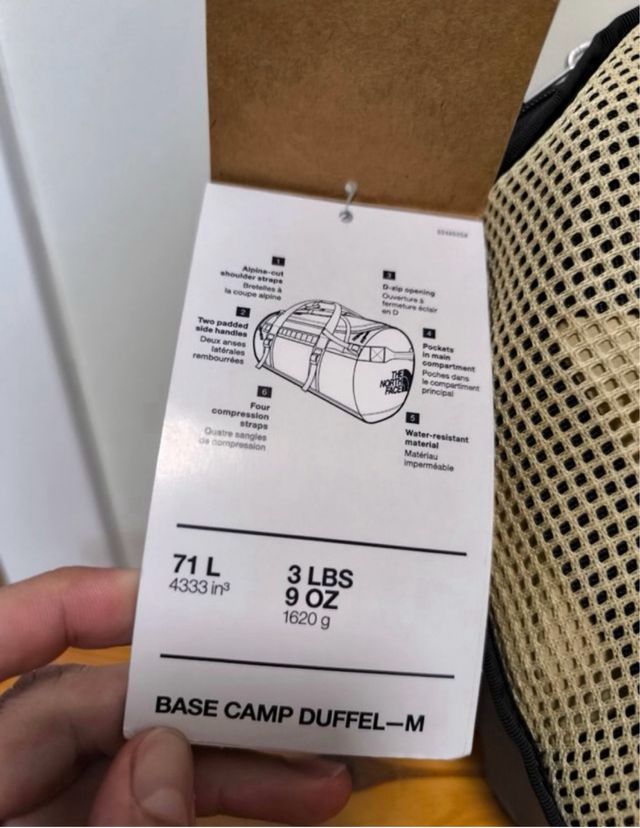 1
Alpine-cut
shoulder straps
Bretelles à
la coupe alpine
3
D-zip opening
Ouverture à
fermeture éclair
en D
2
Two padded
side handles
Deux anses
latérales
rembourrées
4
Pockets
in main
compartment
Poches dans
le compartiment
principal
THE
NORTH
FACE
6
Four
compression
straps
Quatre sangles
de compression
5
Water-resistant
material
Matériau
imperméable
71 L
4333 in³
3 LBS
9 OZ
1620 g
BASE CAMP DUFFEL—M